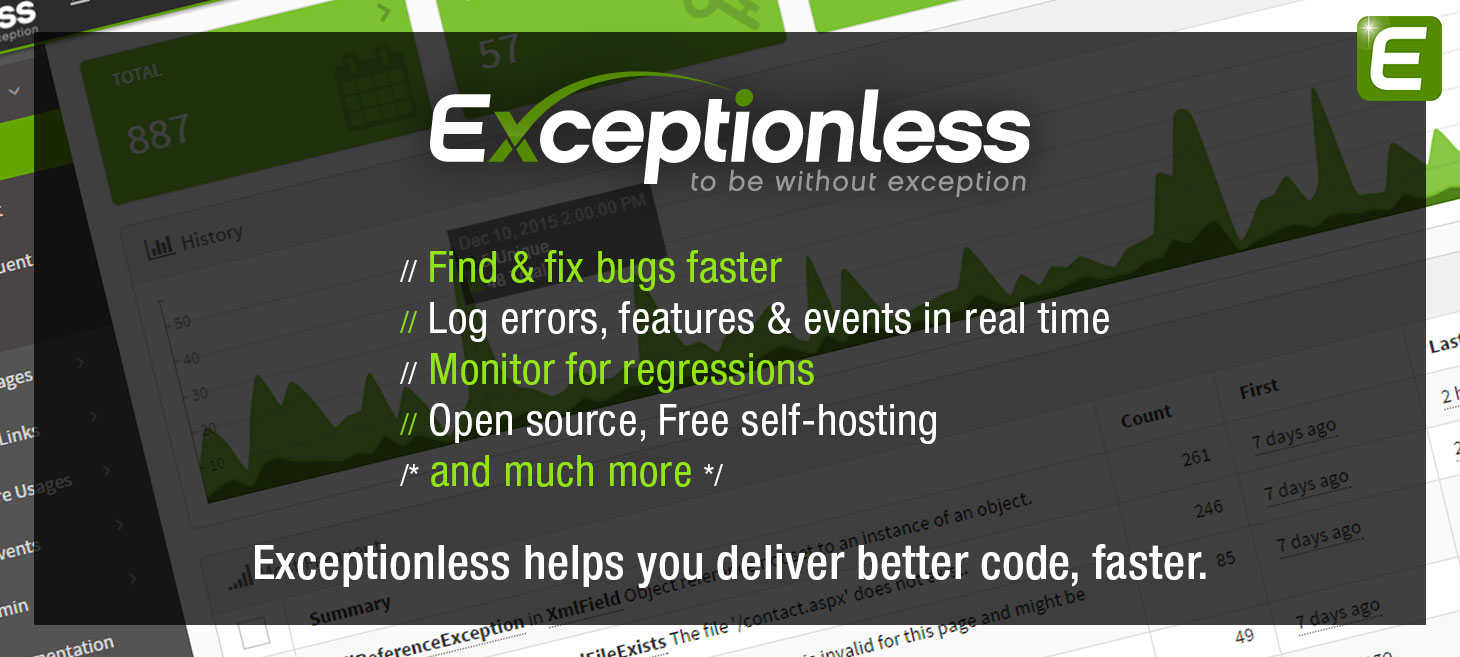 ss
eption
TOTAL
887
57
E
Exceptionless
to be without exception
Dec 10, 2015 2:00:00 PM
Unique
History
// Find & fix bugs faster
// Log errors, features & events in real time
// Monitor for regressions
// Open source, Free self-hosting
/* and much more */
50
40
30
20
10
uent
ages
Links
re Usages
vents
min
mentation
Count
First
Last
261
7 days ago
2 h
246
7 days ago
85
7 days ago
49
7 days ago
Exceptionless helps you deliver better code, faster.
Summary
ReferenceException in XmlField Object reference not set to an instance of an object.
FileExists The file '/contact.aspx' does not exist.
invalid for this page and might be